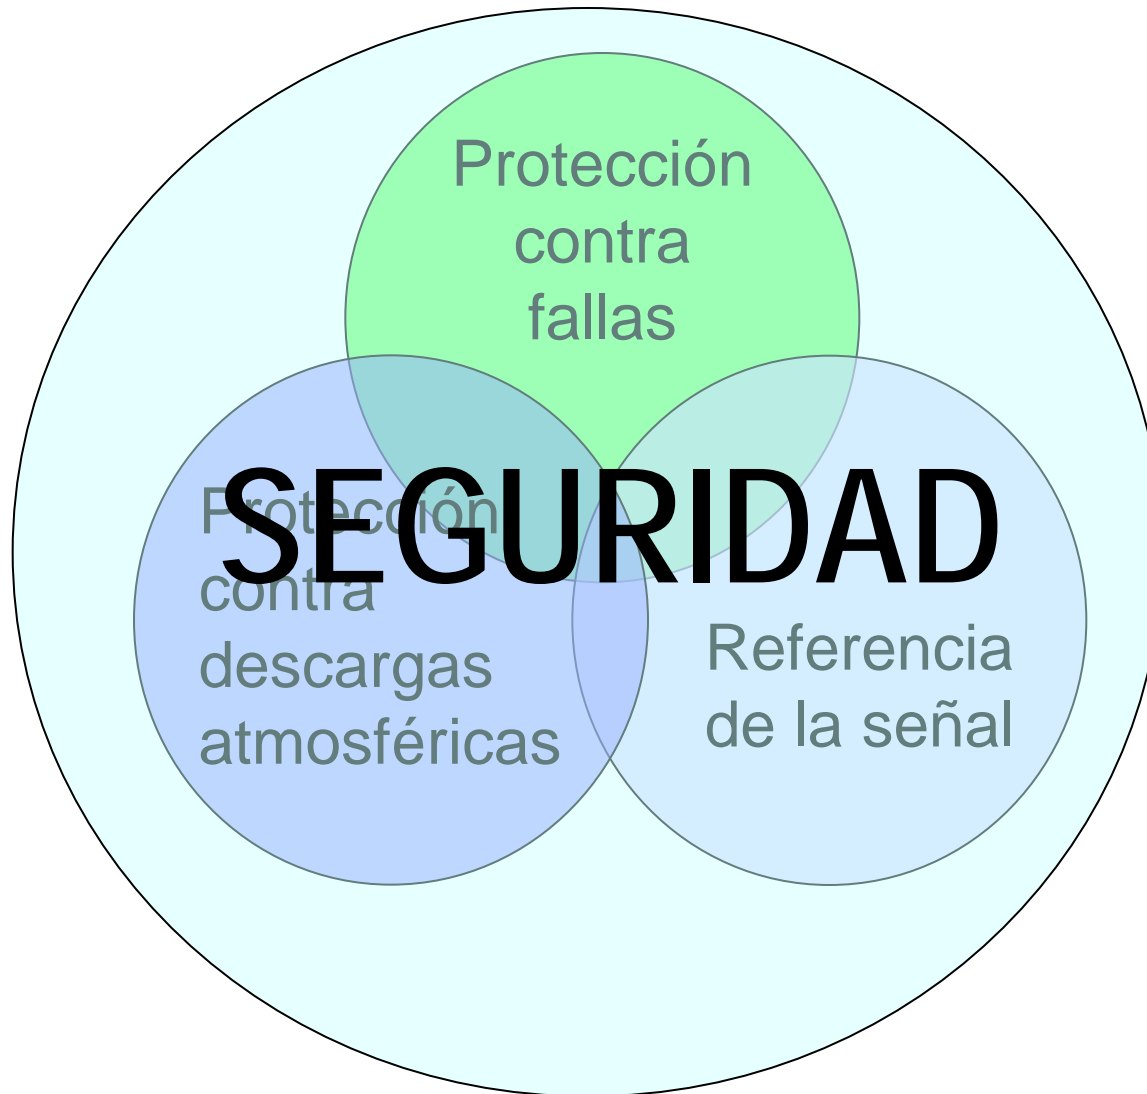 Protección
contra
fallas
SEGURIDAD
Protección
contra
descargas
atmosféricas
Referencia
de la señal